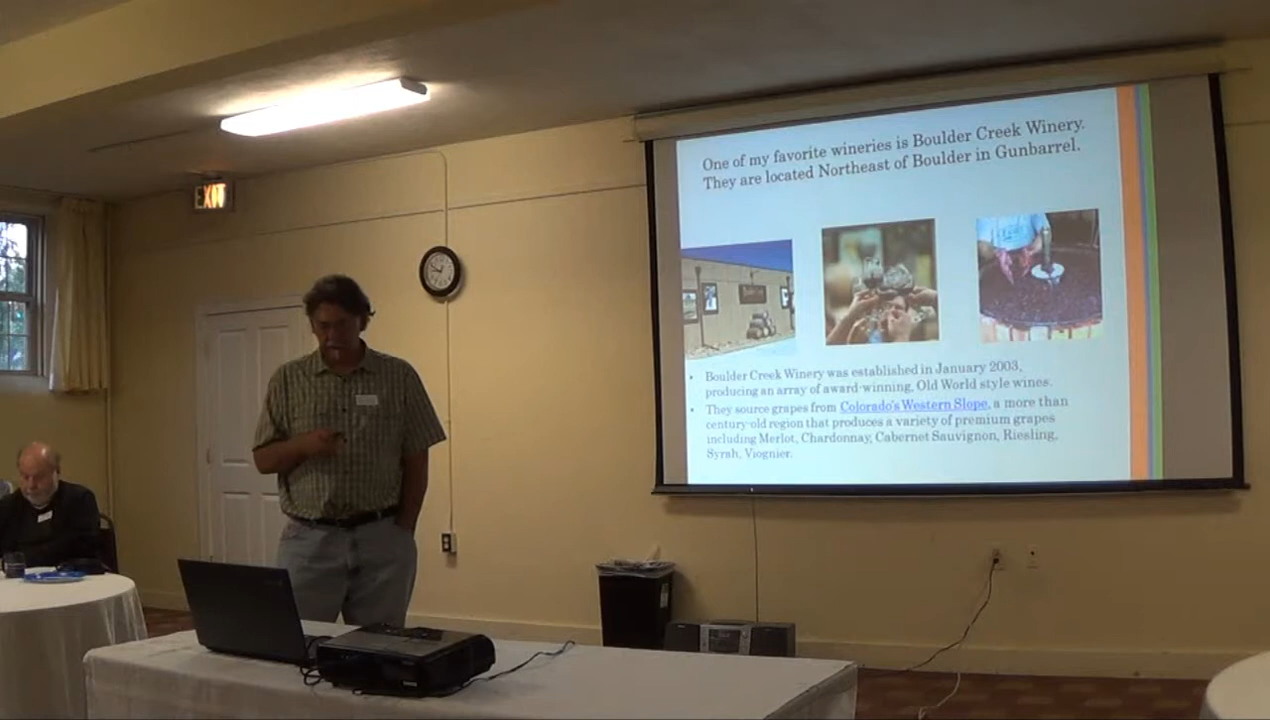 EXIT
One of my favorite wineries is Boulder Creek Winery.
They are located Northeast of Boulder in Gunbarrel.
• Boulder Creek Winery was established in January 2003,
producing an array of award-winning, Old World style wines.
• They source grapes from Colorado's Western Slope, a more than
century-old region that produces a variety of premium grapes
including Merlot, Chardonnay, Cabernet Sauvignon, Riesling,
Syrah, Viognier.